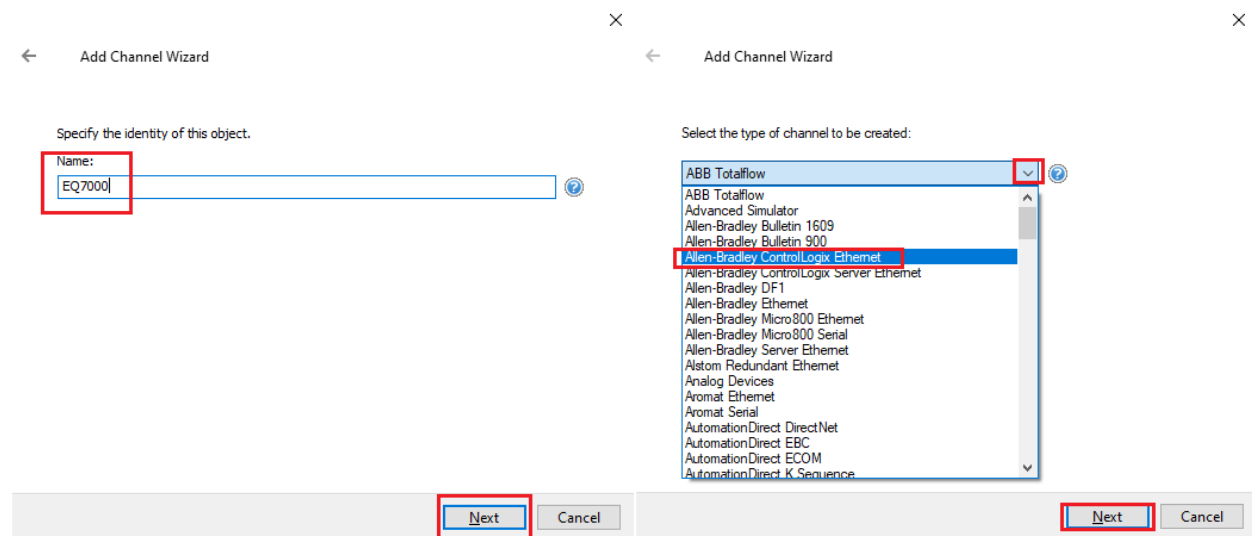 Add Channel Wizard
Specify the identity of this object.
Name:
EQ7000
Next
Cancel
Add Channel Wizard
Select the type of channel to be created:
ABB Totalflow
ABB Totalflow
Advanced Simulator
Allen-Bradley Bulletin 1609
Allen-Bradley Bulletin 900
Allen-Bradley ControlLogix Ethernet
Allen-Bradley ControlLogix Server Ethernet
Allen-Bradley DF1
Allen-Bradley Ethernet
Allen-Bradley Micro800 Ethernet
Allen-Bradley Micro800 Serial
Allen-Bradley Server Ethernet
Alstom Redundant Ethernet
Analog Devices
Aromat Ethernet
Aromat Serial
AutomationDirect DirectNet
AutomationDirect EBC
AutomationDirect ECOM
AutomationDirect K Sequence
Next
Cancel